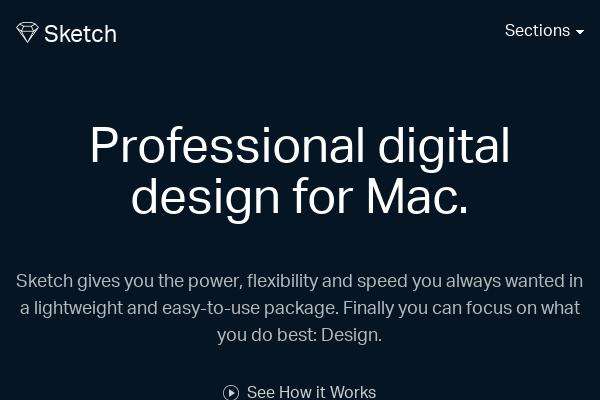 Sketch
Sections
Professional digital
design for Mac.
Sketch gives you the power, flexibility and speed you always wanted in
a lightweight and easy-to-use package. Finally you can focus on what
you do best: Design.
See How it Works